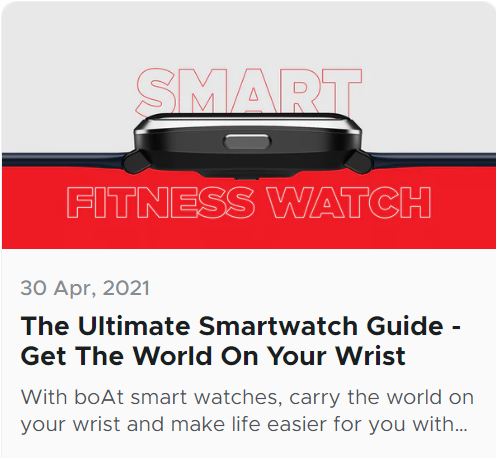 SMART
FITNESS WATCH
30 Apr, 2021
The Ultimate Smartwatch Guide -
Get The World On Your Wrist
With boAt smart watches, carry the world on
your wrist and make life easier for you with...